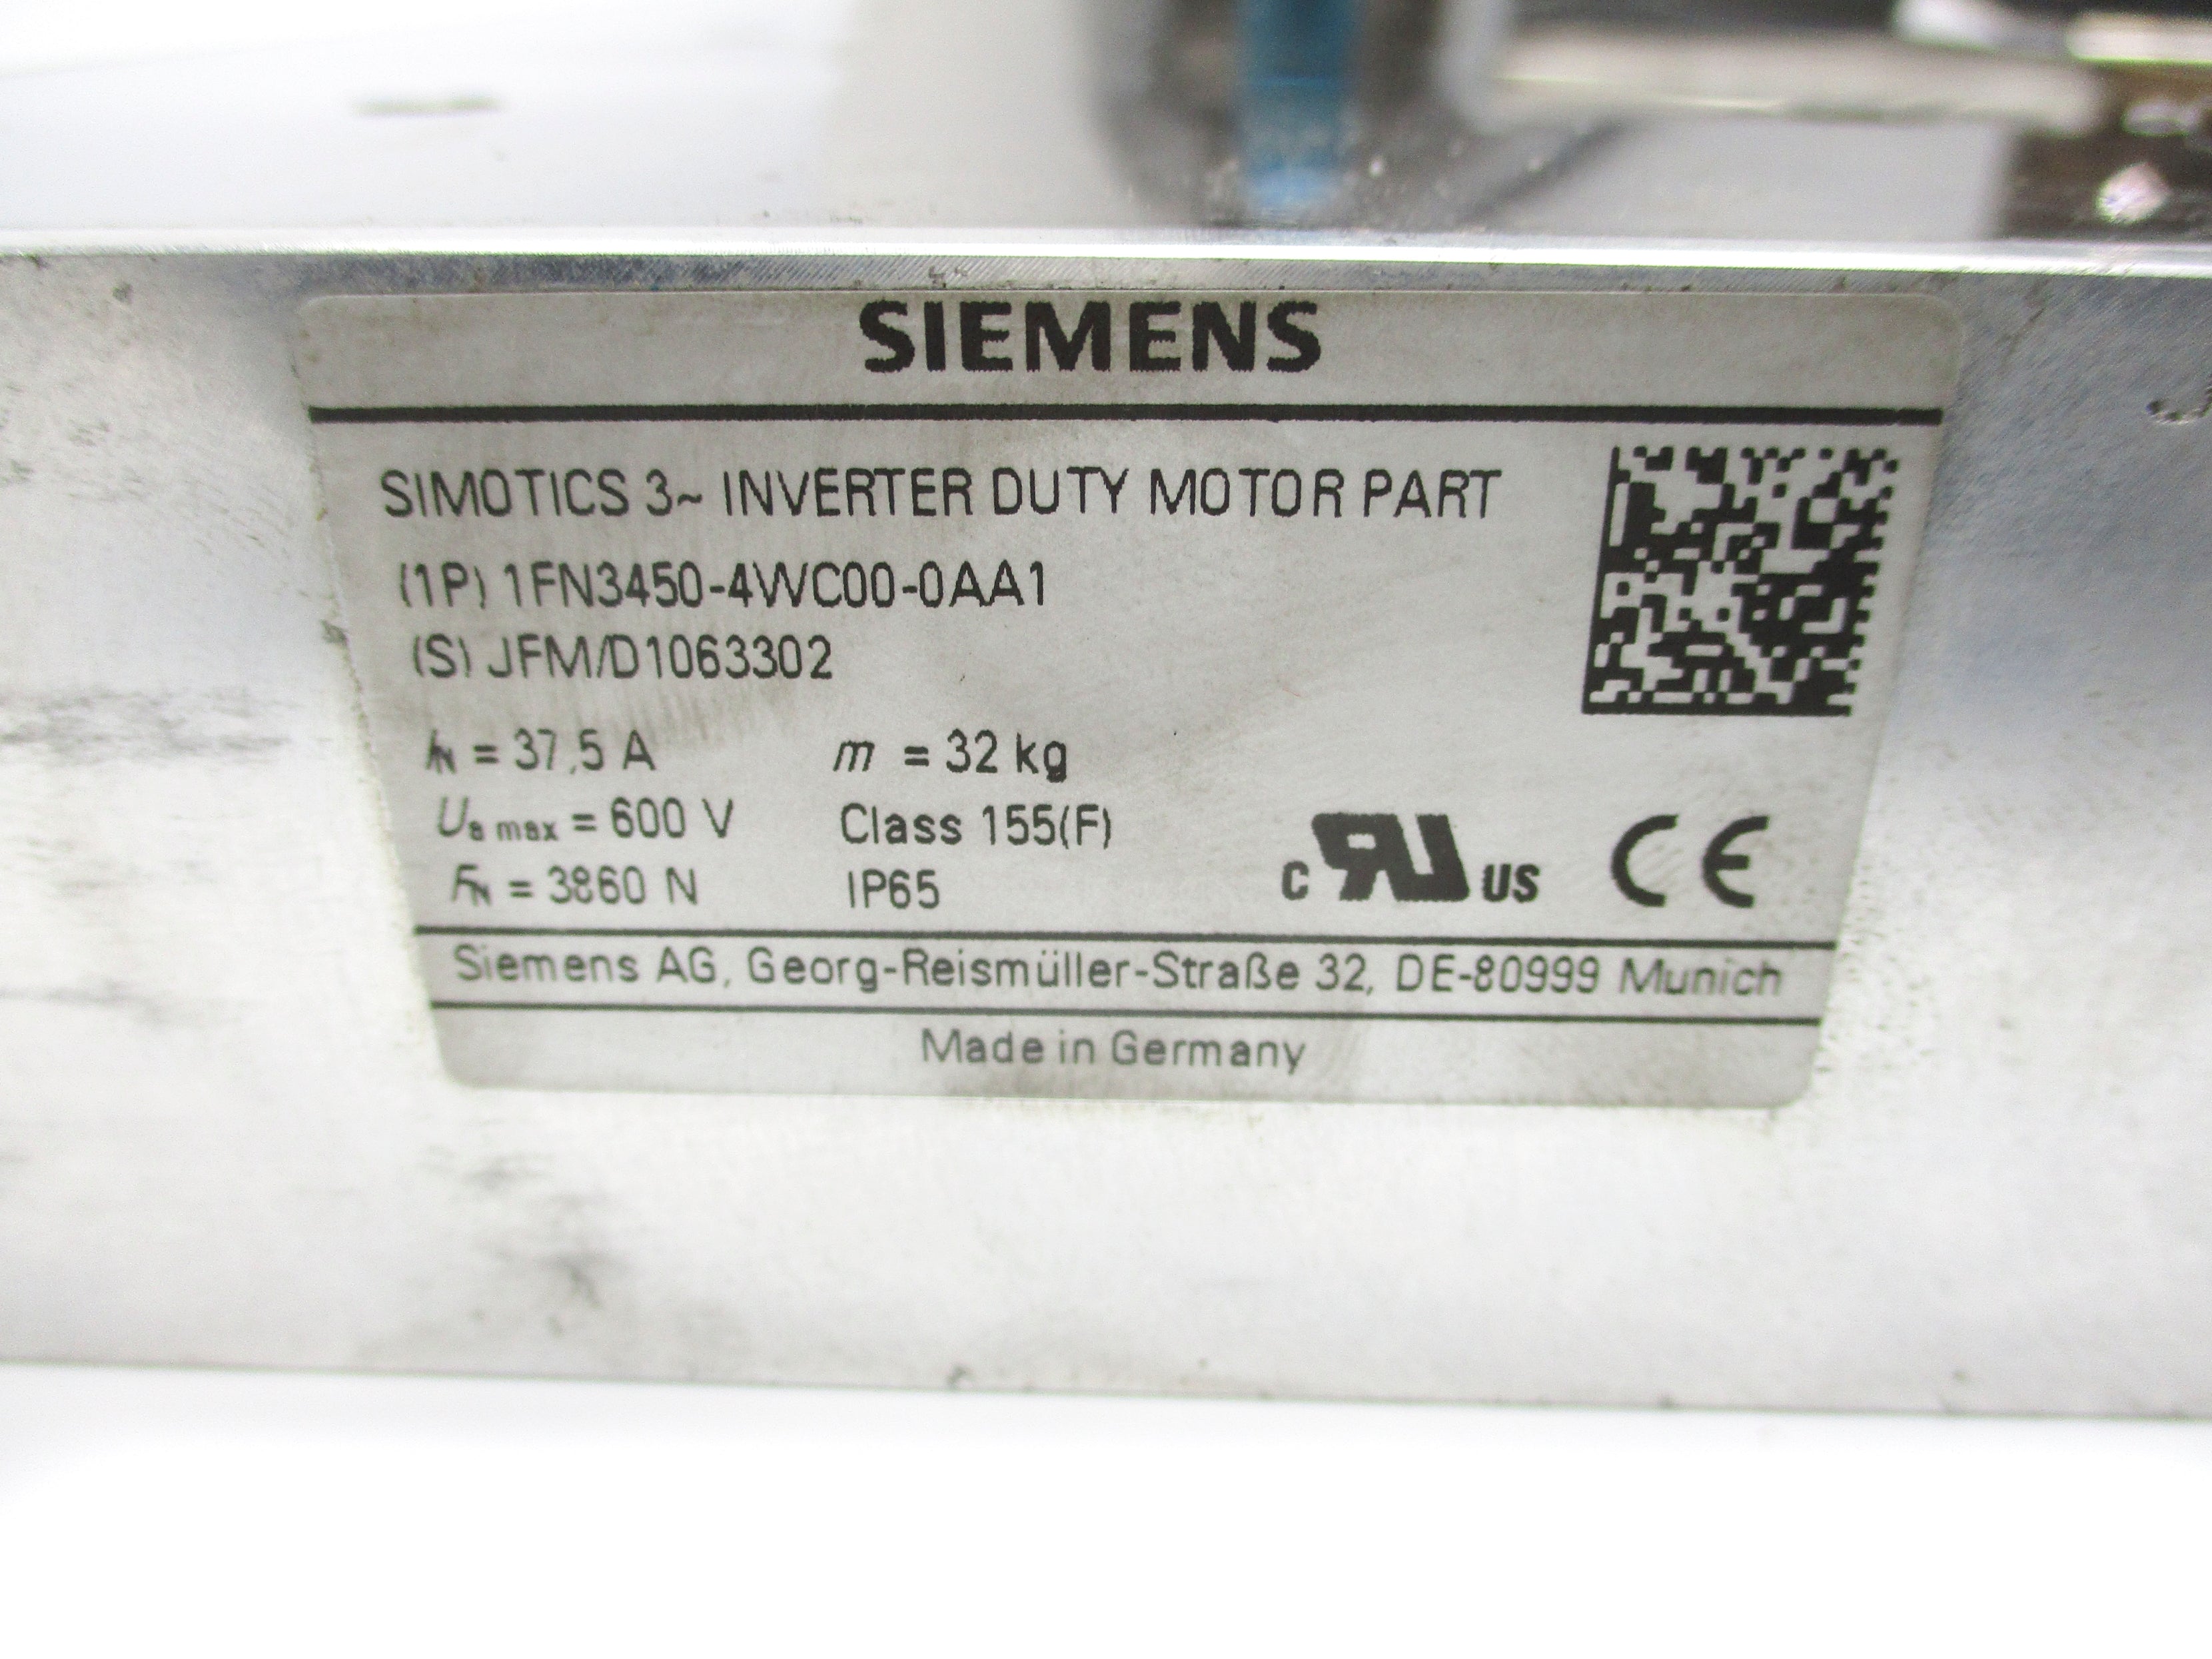 SIEMENS
SIMOTICS 3~ INVERTER DUTY MOTOR PART
(1P) 1FN3450-4WC00-0AA1
(S) JFM/D1063302
IN = 37,5 A m = 32 kg
Ua max = 600 V Class 155(F)
FN = 3860 N IP65
c RU US CE
Siemens AG, Georg-Reismüller-Straße 32, DE-80999 Munich
Made in Germany